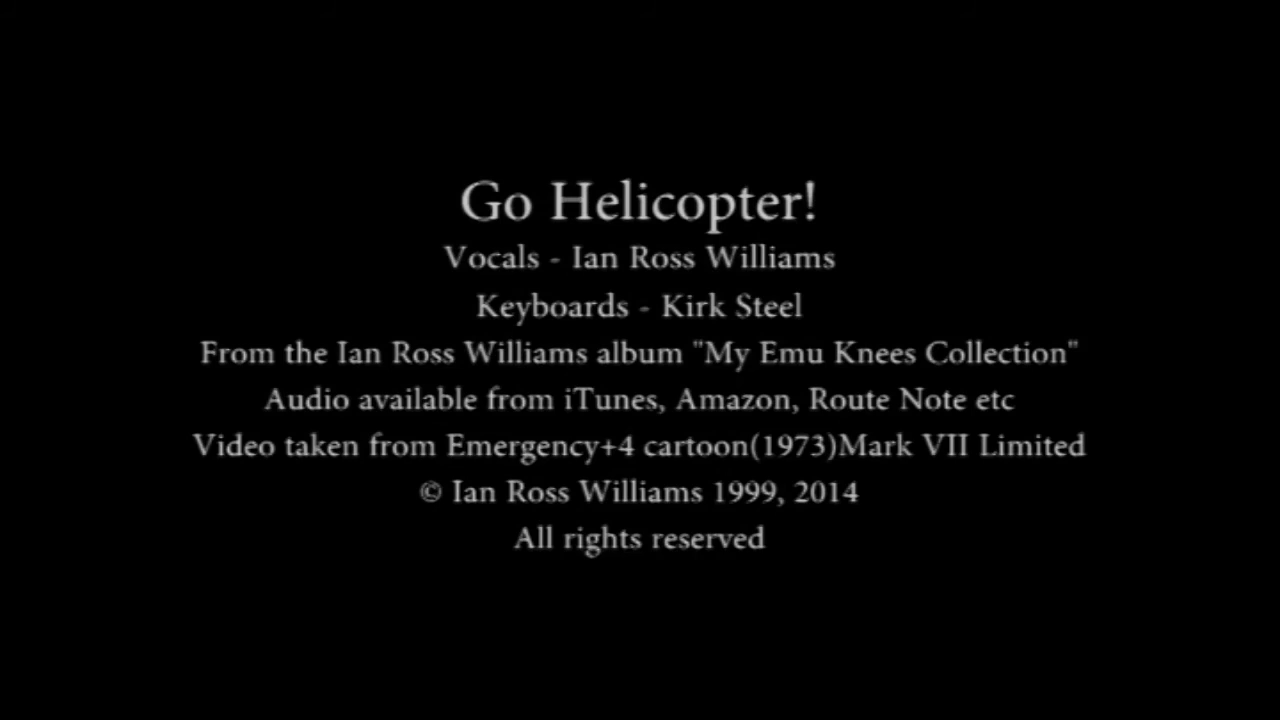 Go Helicopter!
Vocals - Ian Ross Williams
Keyboards - Kirk Steel
From the Ian Ross Williams album "My Emu Knees Collection"
Audio available from iTunes, Amazon, Route Note etc
Video taken from Emergency+4 cartoon(1973)Mark VII Limited
© Ian Ross Williams 1999, 2014
All rights reserved